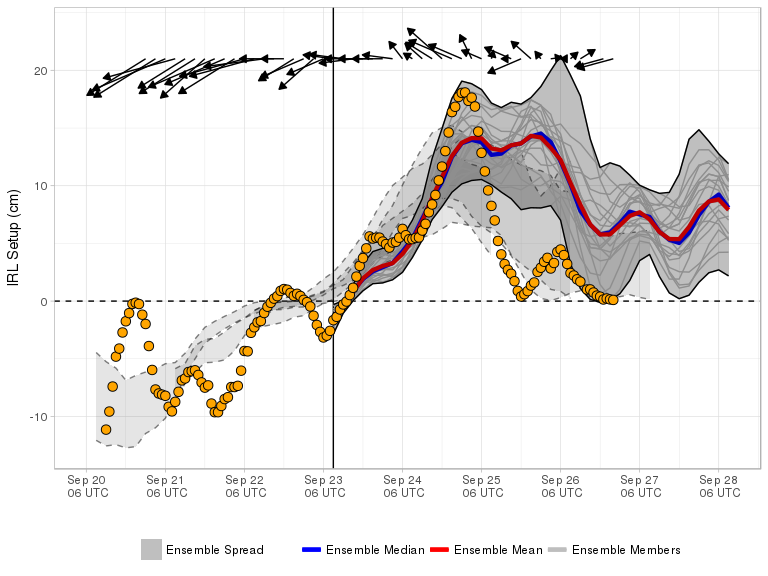 IRL Setup (cm)
20
10
0
-10
Sep 20 Sep 21 Sep 22 Sep 23 Sep 24 Sep 25 Sep 26 Sep 27 Sep 28
06 UTC 06 UTC 06 UTC 06 UTC 06 UTC 06 UTC 06 UTC 06 UTC 06 UTC
Ensemble Spread Ensemble Median Ensemble Mean Ensemble Members